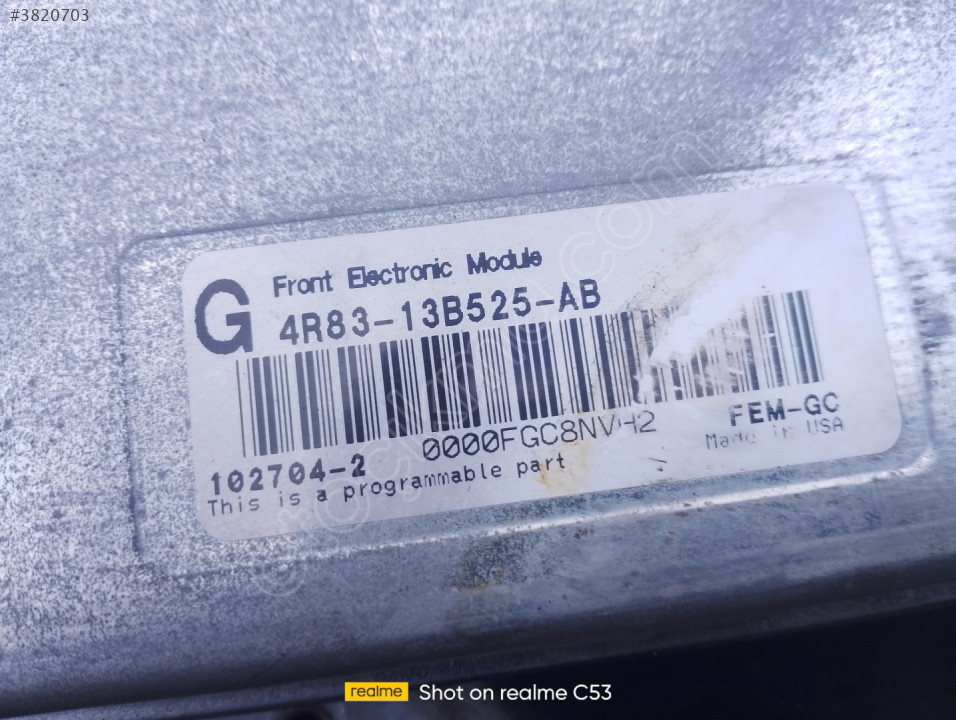 #3820703
Front Electronic Module
G
4R83-13B525-AB
FEM-GC
0000FGC8NVH2
Made in USA
102704-2
This is a programmable part
realme Shot on realme C53